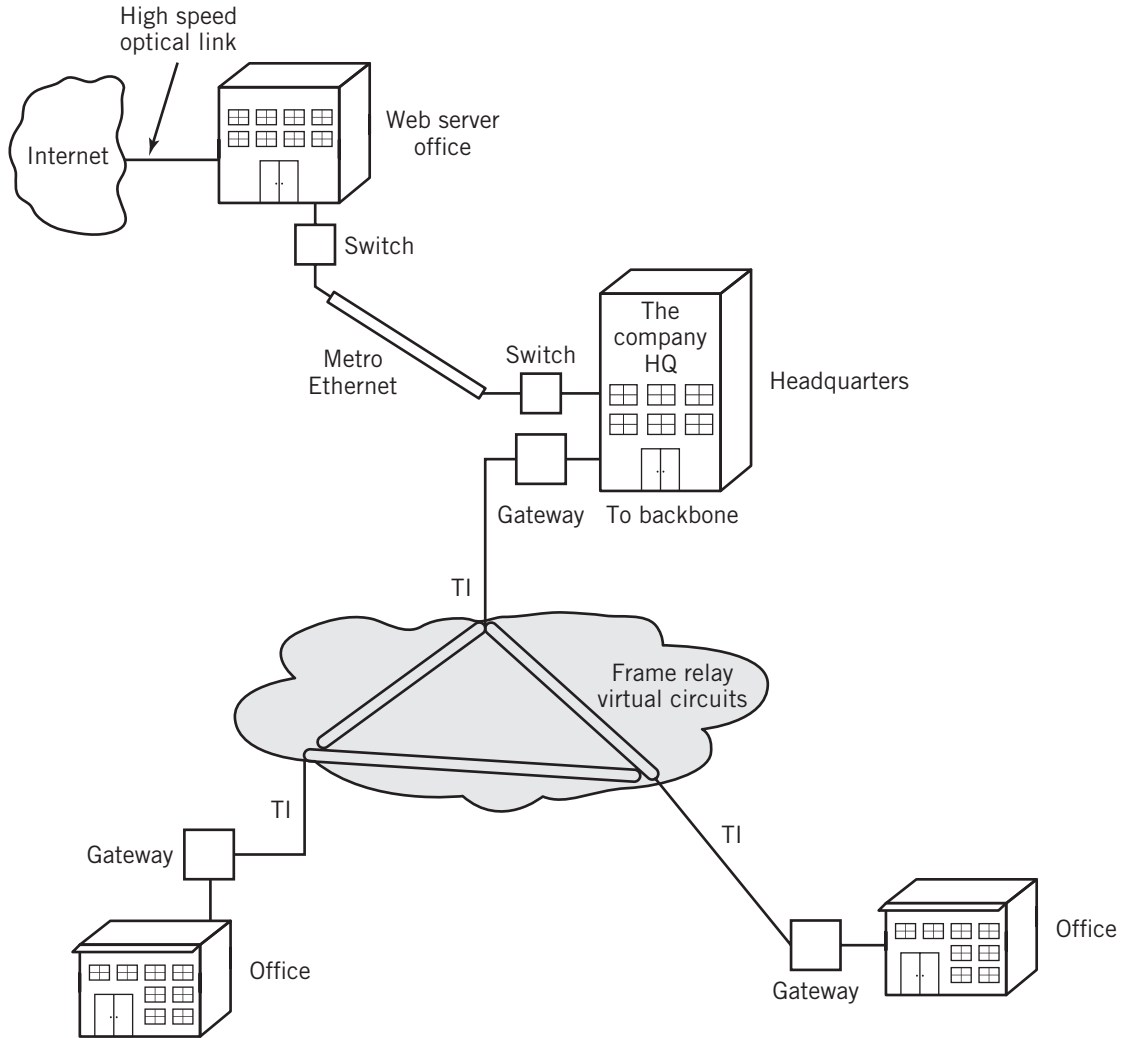 High speed
optical link
Internet
Web server
office
Switch
Metro
Ethernet
Switch
The
company
HQ
Headquarters
Gateway
To backbone
TI
Frame relay
virtual circuits
TI
Gateway
Office
TI
Gateway
Office